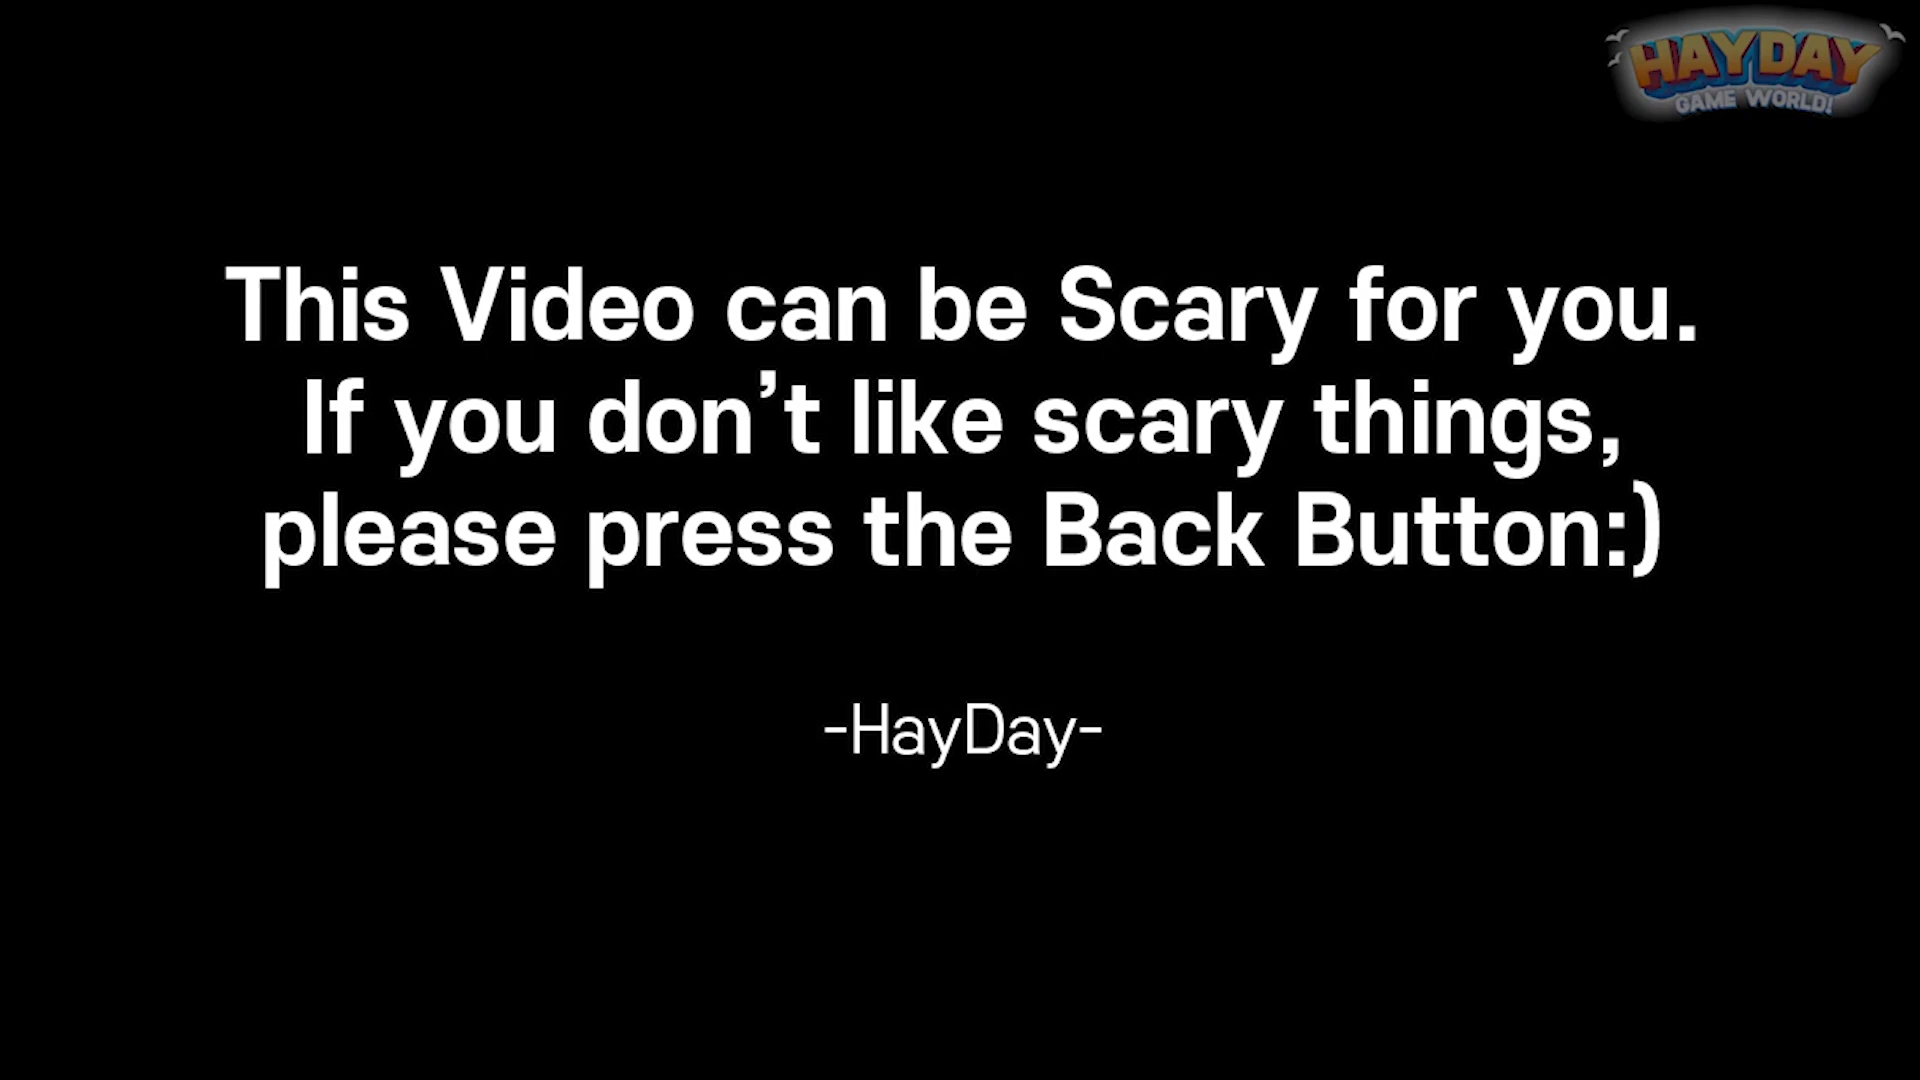 HAYDAY
GAME WORLD!
This Video can be Scary for you.
If you don’t like scary things,
please press the Back Button:)
-HayDay-